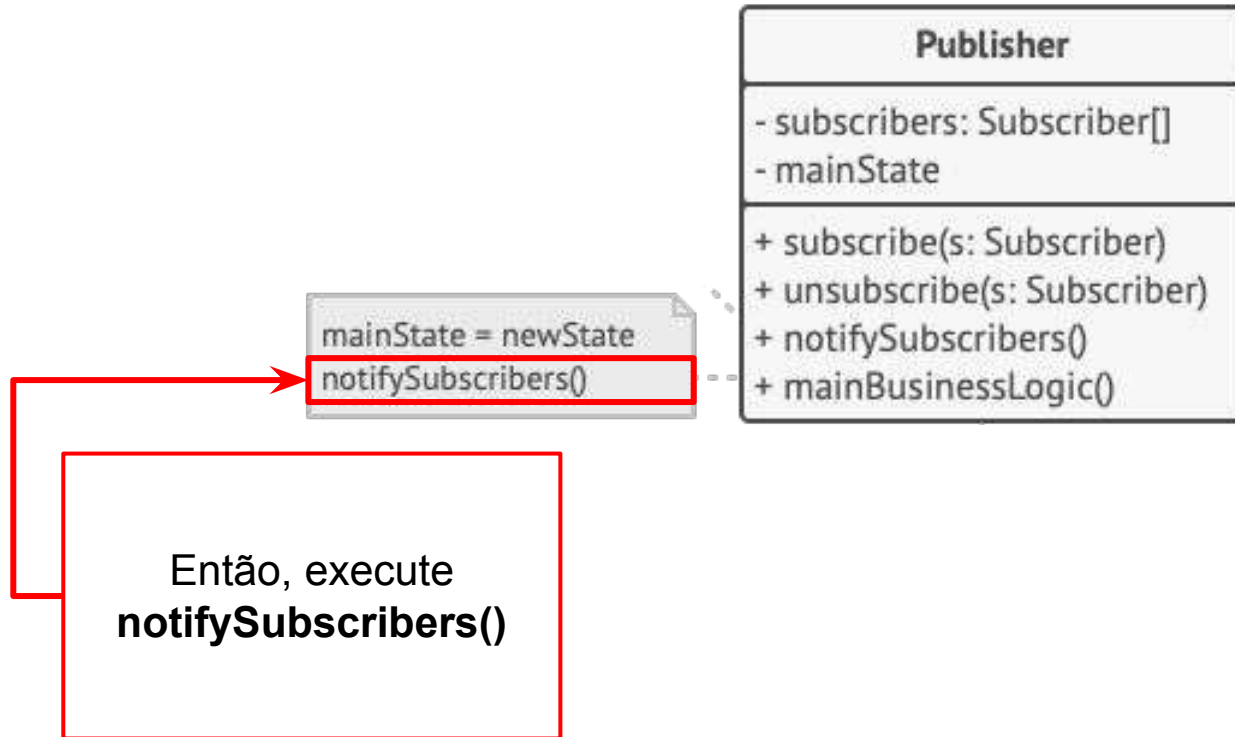 Publisher
- subscribers: Subscriber[]
- mainState
+ subscribe(s: Subscriber)
+ unsubscribe(s: Subscriber)
+ notifySubscribers()
+ mainBusinessLogic()
mainState = newState
notifySubscribers()
Então, execute
notifySubscribers()